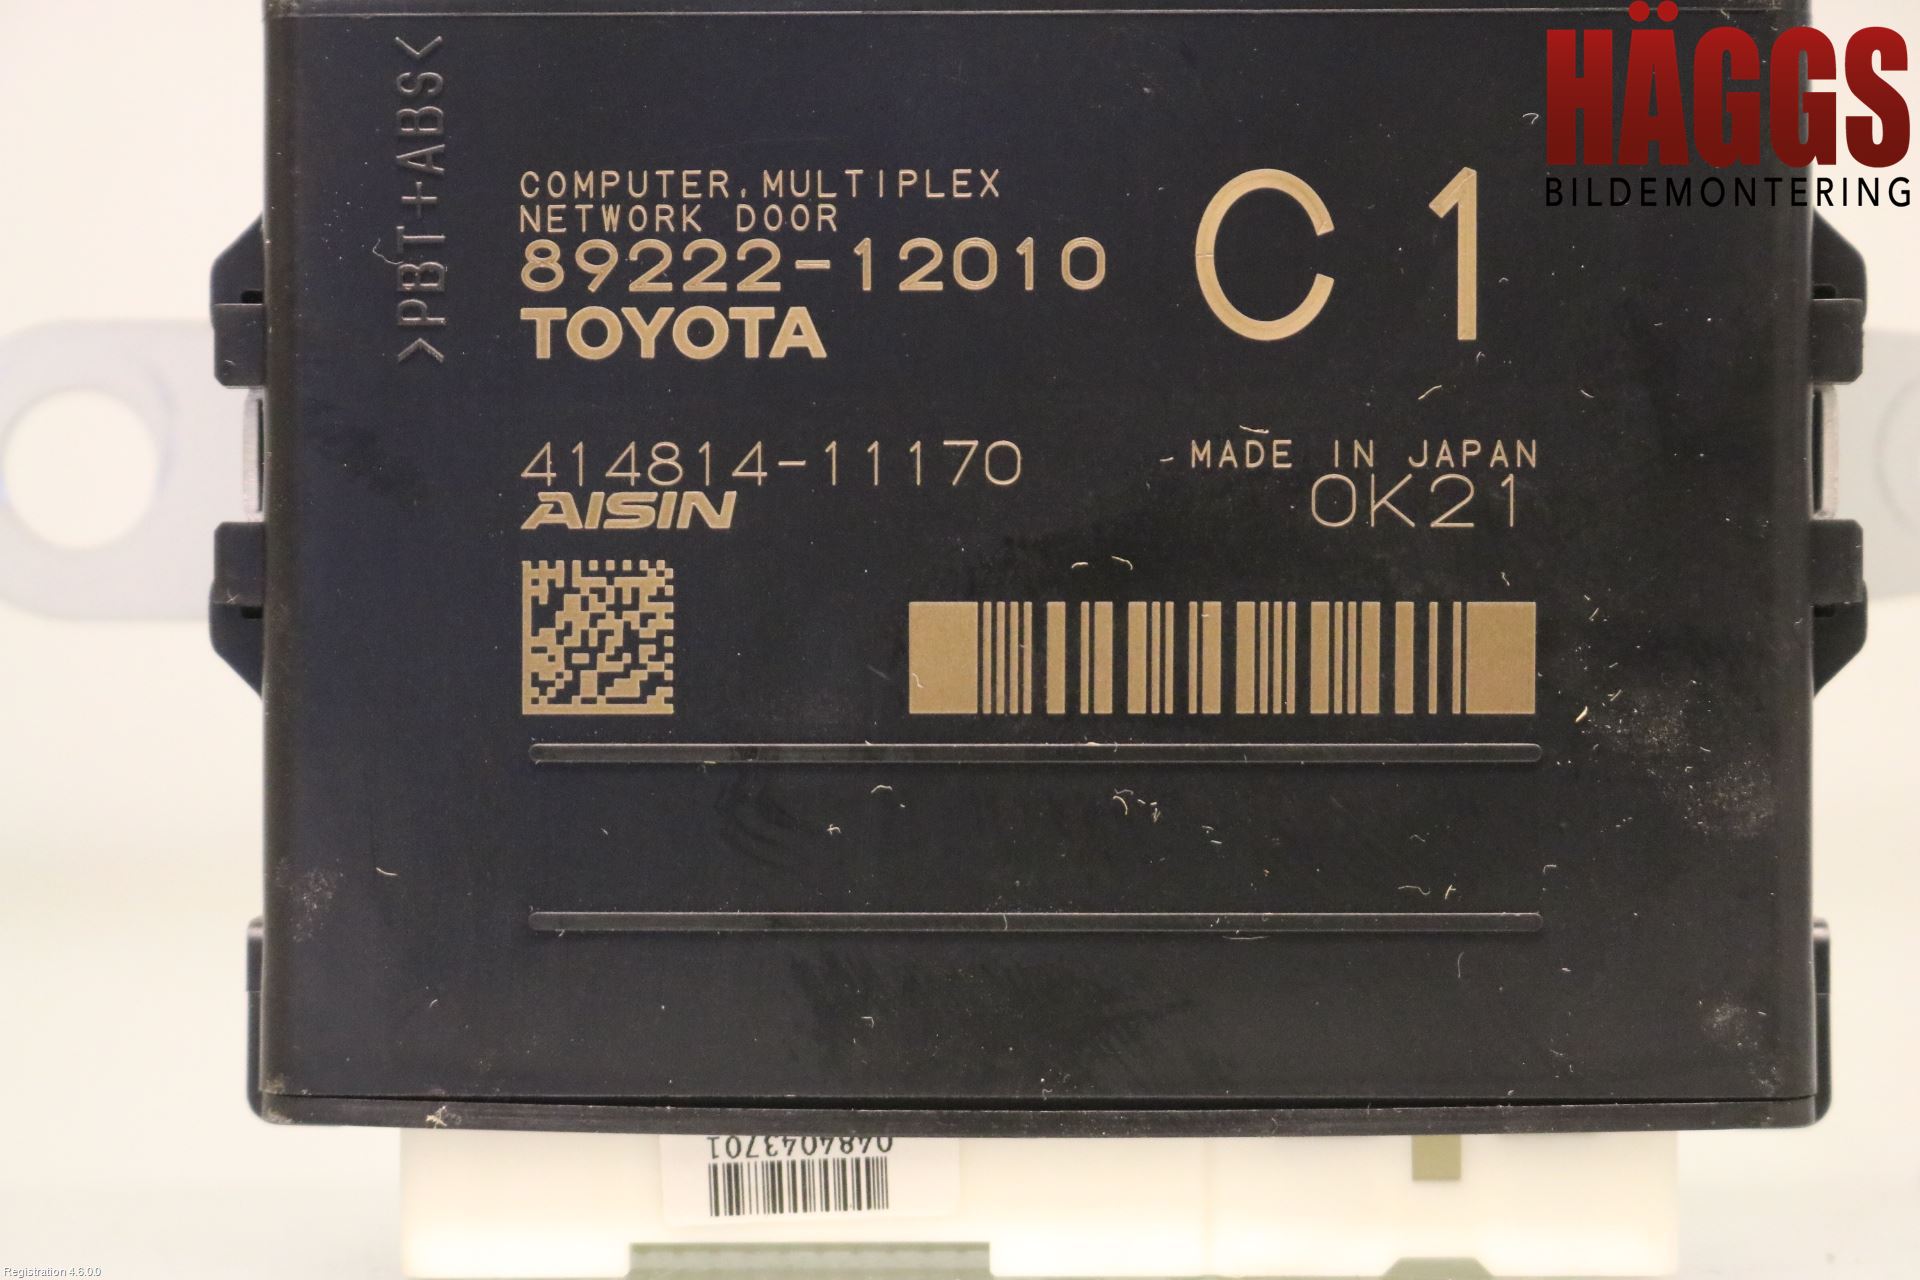 HÄGGS
BILDEMONTERING
>PBT+ABS<
COMPUTER, MULTIPLEX
NETWORK DOOR
89222-12010
TOYOTA
C1
414814-11170
AISIN
MADE IN JAPAN
0K21
0484043701
Registration 4.6.0.0